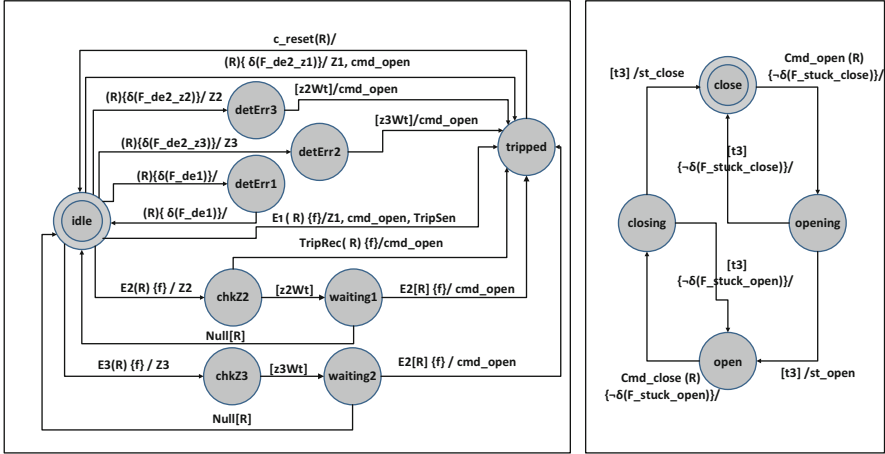 c_reset(R)/
(R){ δ(F_de2_z1)}/ Z1, cmd_open
(R){δ(F_de2_z2)}/ Z2
[z2Wt]/cmd_open
detErr3
(R){δ(F_de2_z3)}/ Z3
[z3Wt]/cmd_open
detErr2
tripped
(R){δ(F_de1)}/
detErr1
idle
(R){ δ(F_de1)}/
E1 ( R) {f}/Z1, cmd_open, TripSen
TripRec( R) {f}/cmd_open
E2(R) {f} / Z2
chkZ2
[z2Wt]
waiting1
E2[R] {f}/ cmd_open
Null[R]
E3(R) {f} / Z3
chkZ3
[z3Wt]
waiting2
E2[R] {f} / cmd_open
Null[R]
[t3] /st_close
close
Cmd_open (R)
{¬δ(F_stuck_close)}/
[t3]
{¬δ(F_stuck_close)}/
closing
opening
[t3]
{¬δ(F_stuck_open)}/
open
Cmd_close (R)
{¬δ(F_stuck_open)}/
[t3] /st_open